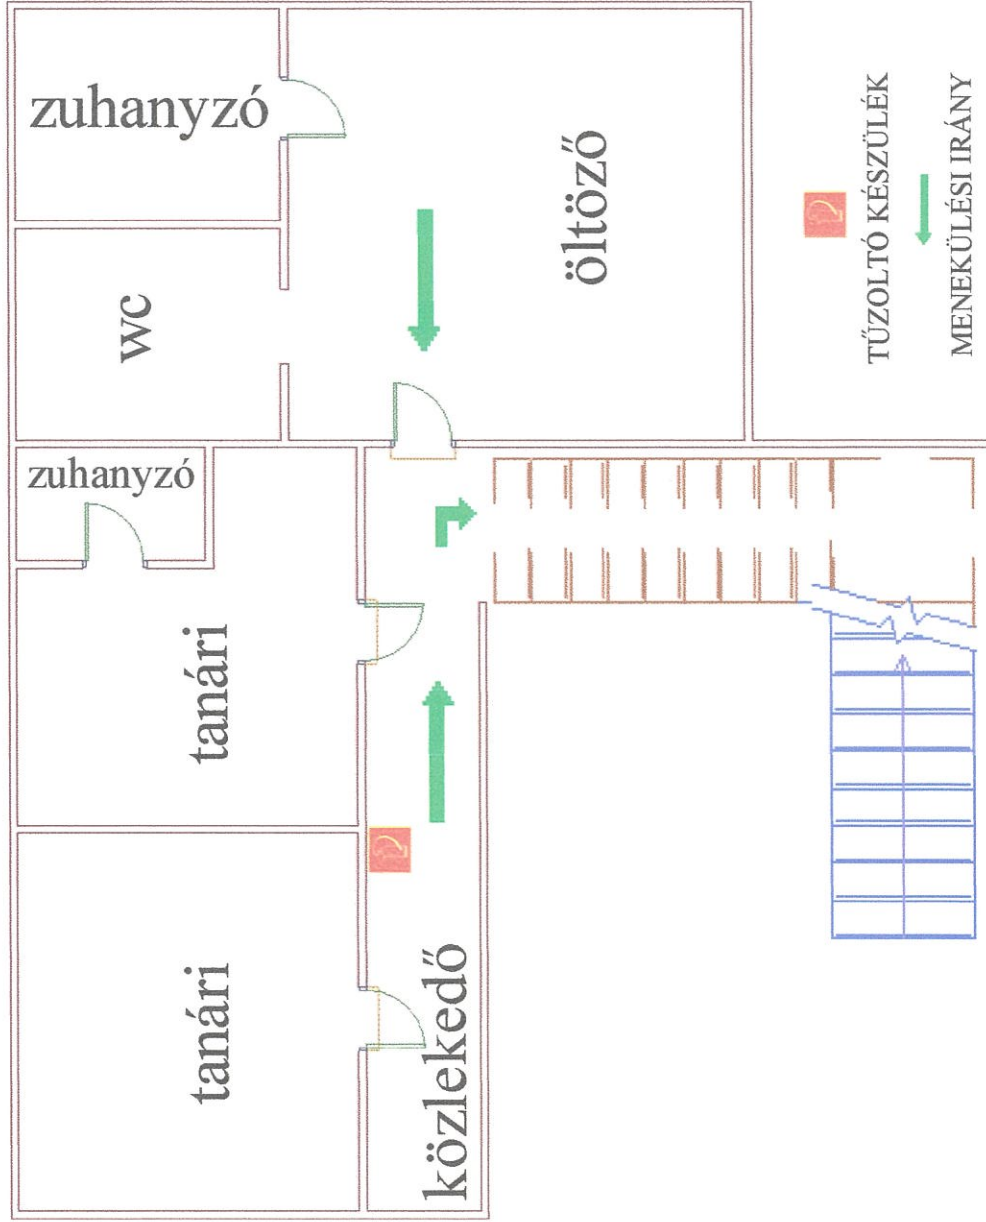 zuhanyzó
wc
öltöző
zuhanyzó
tanári
tanári
közlekedő
TŰZOLTÓ KÉSZÜLÉK
MENEKÜLÉSI IRÁNY